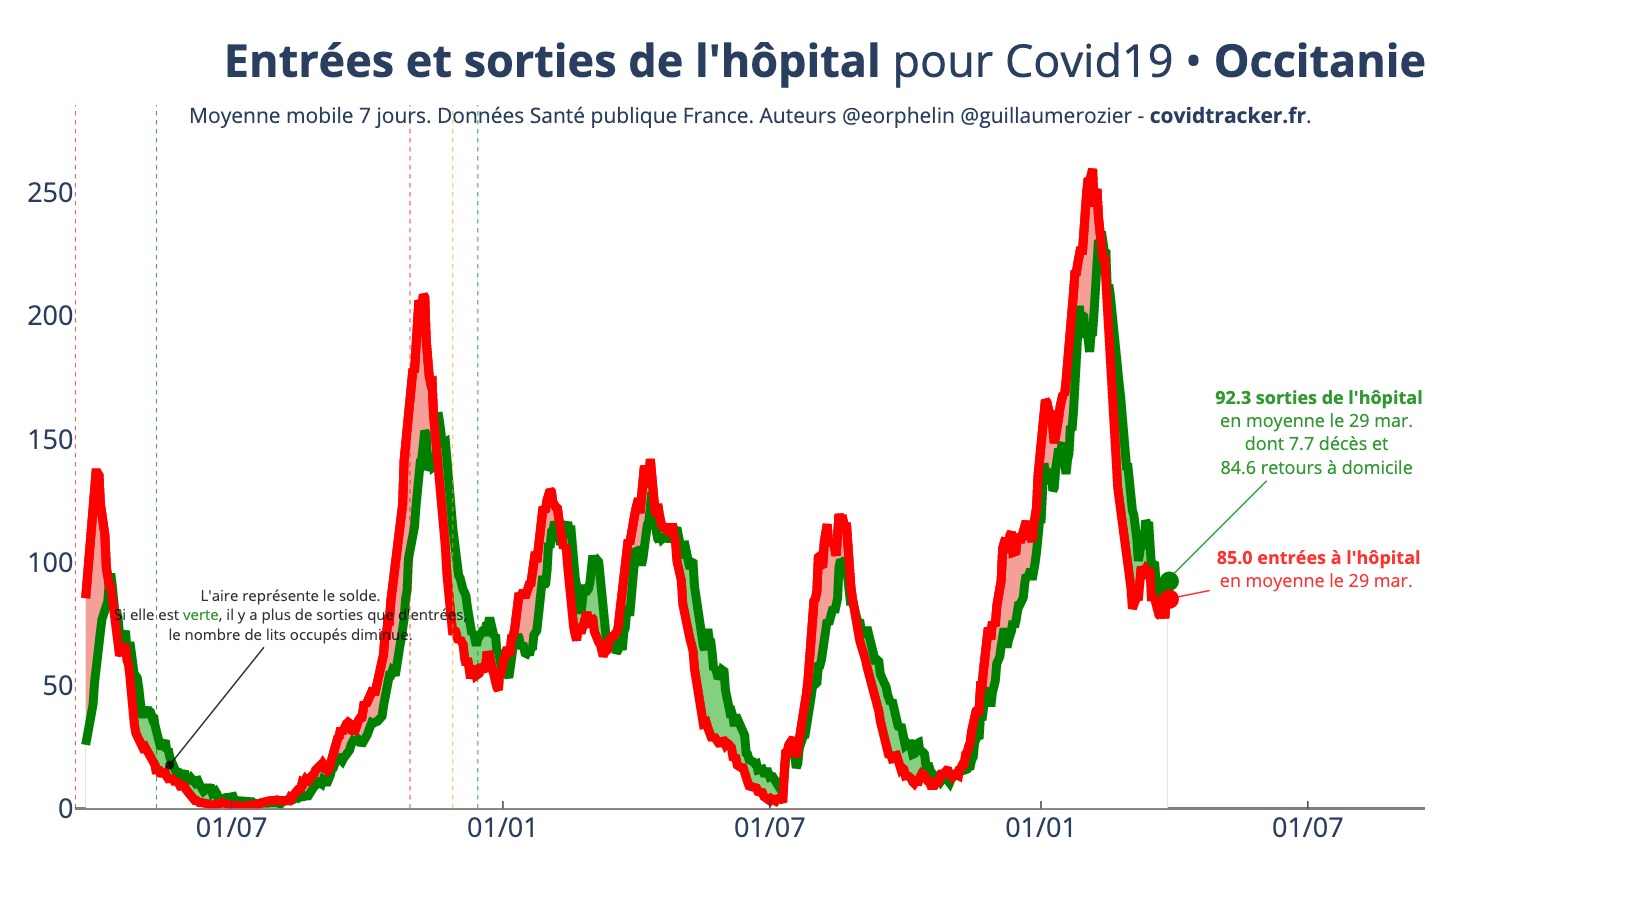 Entrées et sorties de l'hôpital pour Covid19 • Occitanie
Moyenne mobile 7 jours. Données Santé publique France. Auteurs @eorphelin @guillaumerozier - covidtracker.fr.
250
200
150
100
50
0
92.3 sorties de l'hôpital
en moyenne le 29 mar.
dont 7.7 décès et
84.6 retours à domicile
85.0 entrées à l'hôpital
en moyenne le 29 mar.
L'aire représente le solde.
Si elle est verte, il y a plus de sorties que d'entrées,
le nombre de lits occupés diminue.
01/07
01/01
01/07
01/01
01/07